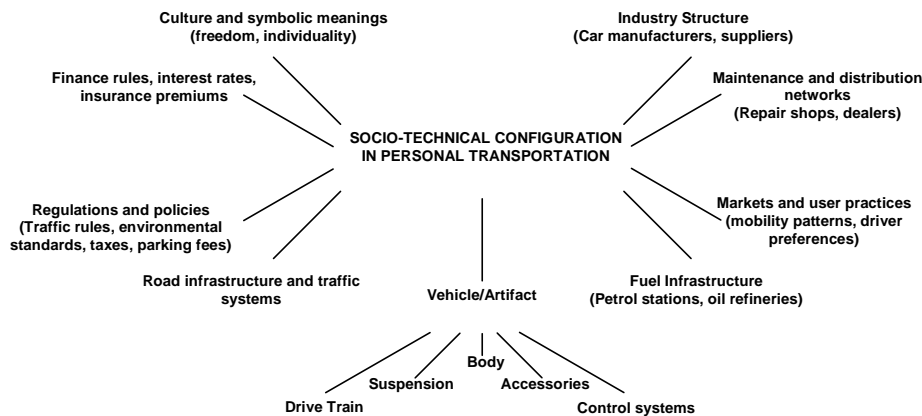 Culture and symbolic meanings
(freedom, individuality)
Industry Structure
(Car manufacturers, suppliers)
Finance rules, interest rates,
insurance premiums
Maintenance and distribution
networks
(Repair shops, dealers)
SOCIO-TECHNICAL CONFIGURATION
IN PERSONAL TRANSPORTATION
Regulations and policies
(Traffic rules, environmental
standards, taxes, parking fees)
Markets and user practices
(mobility patterns, driver
preferences)
Road infrastructure and traffic
systems
Vehicle/Artifact
Fuel Infrastructure
(Petrol stations, oil refineries)
Body
Suspension
Accessories
Drive Train
Control systems